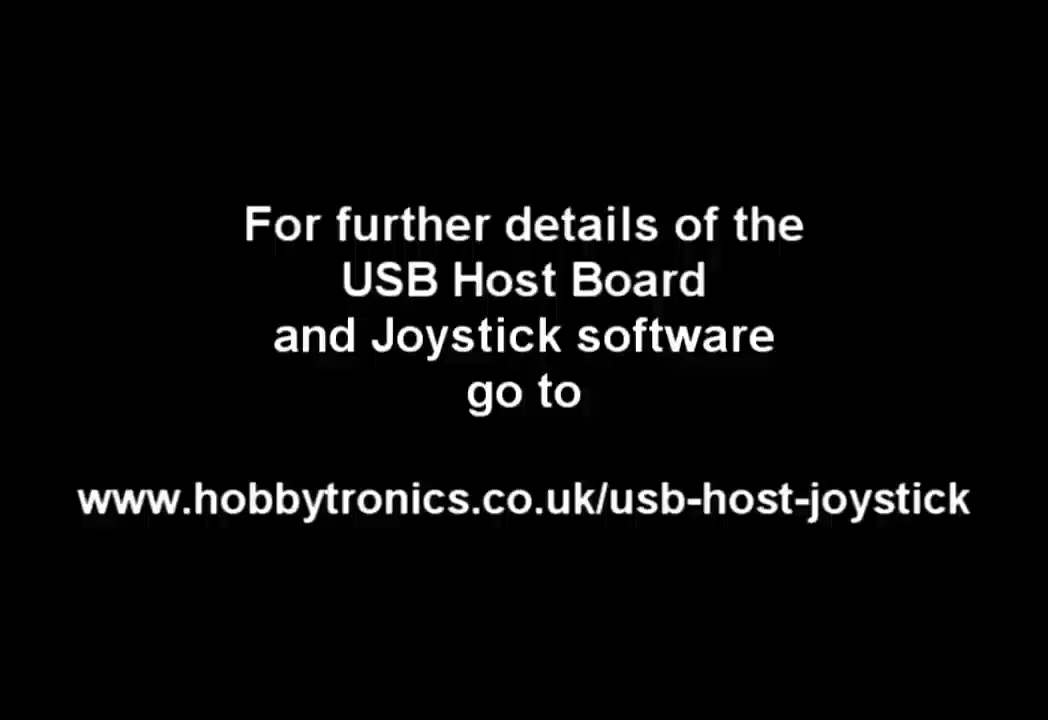 For further details of the
USB Host Board
and Joystick software
go to
www.hobbytronics.co.uk/usb-host-joystick